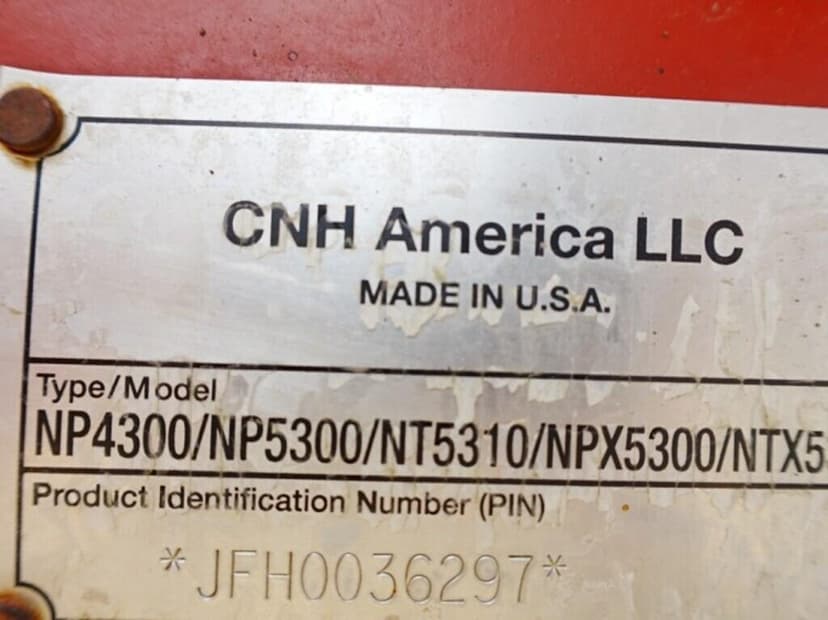 CNH America LLC
MADE IN U.S.A.
Type/Model
NP4300/NP5300/NT5310/NPX5300/NTX5
Product Identification Number (PIN)
*JFH0036297*